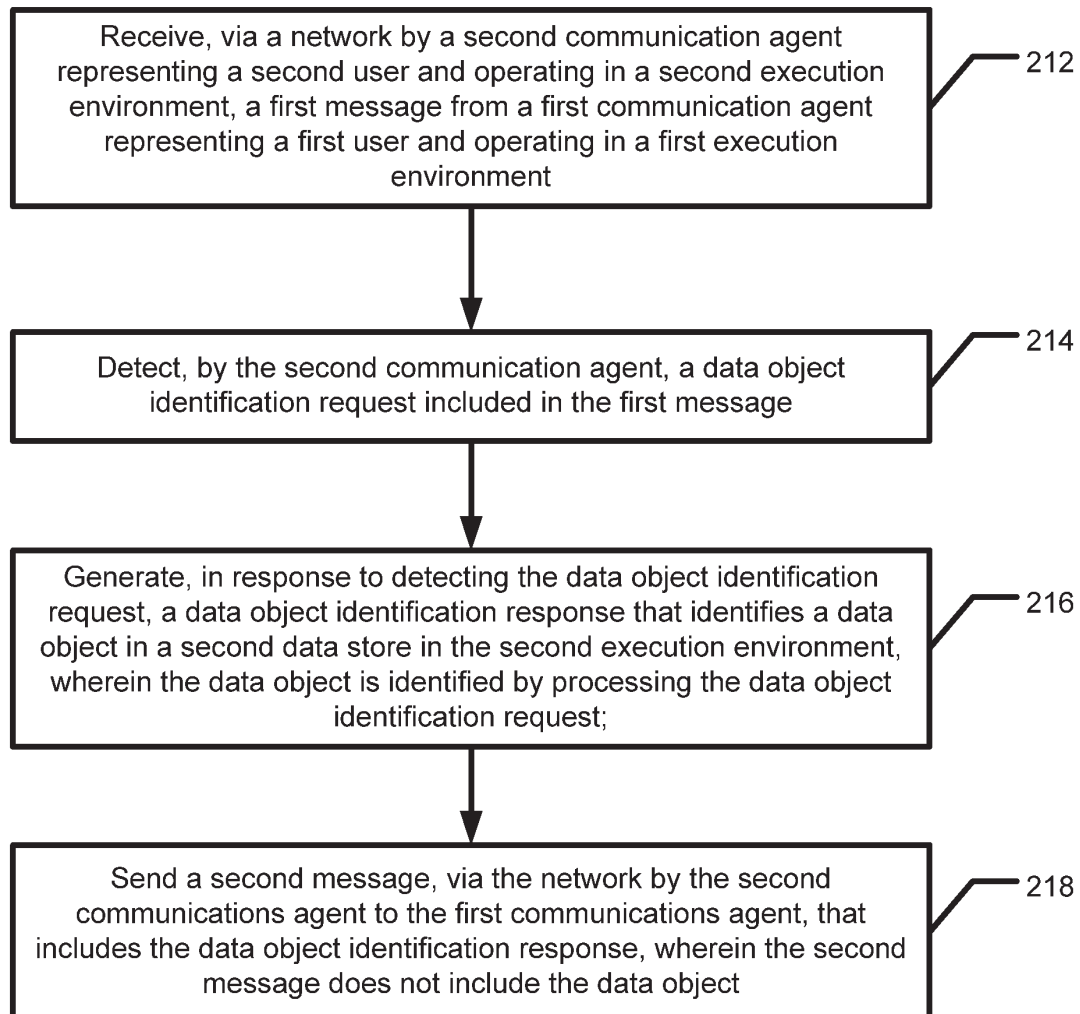 Receive, via a network by a second communication agent
representing a second user and operating in a second execution
environment, a first message from a first communication agent
representing a first user and operating in a first execution
environment
212
Detect, by the second communication agent, a data object
identification request included in the first message
214
Generate, in response to detecting the data object identification
request, a data object identification response that identifies a data
object in a second data store in the second execution environment,
wherein the data object is identified by processing the data object
identification request;
216
Send a second message, via the network by the second
communications agent to the first communications agent, that
includes the data object identification response, wherein the second
message does not include the data object
218